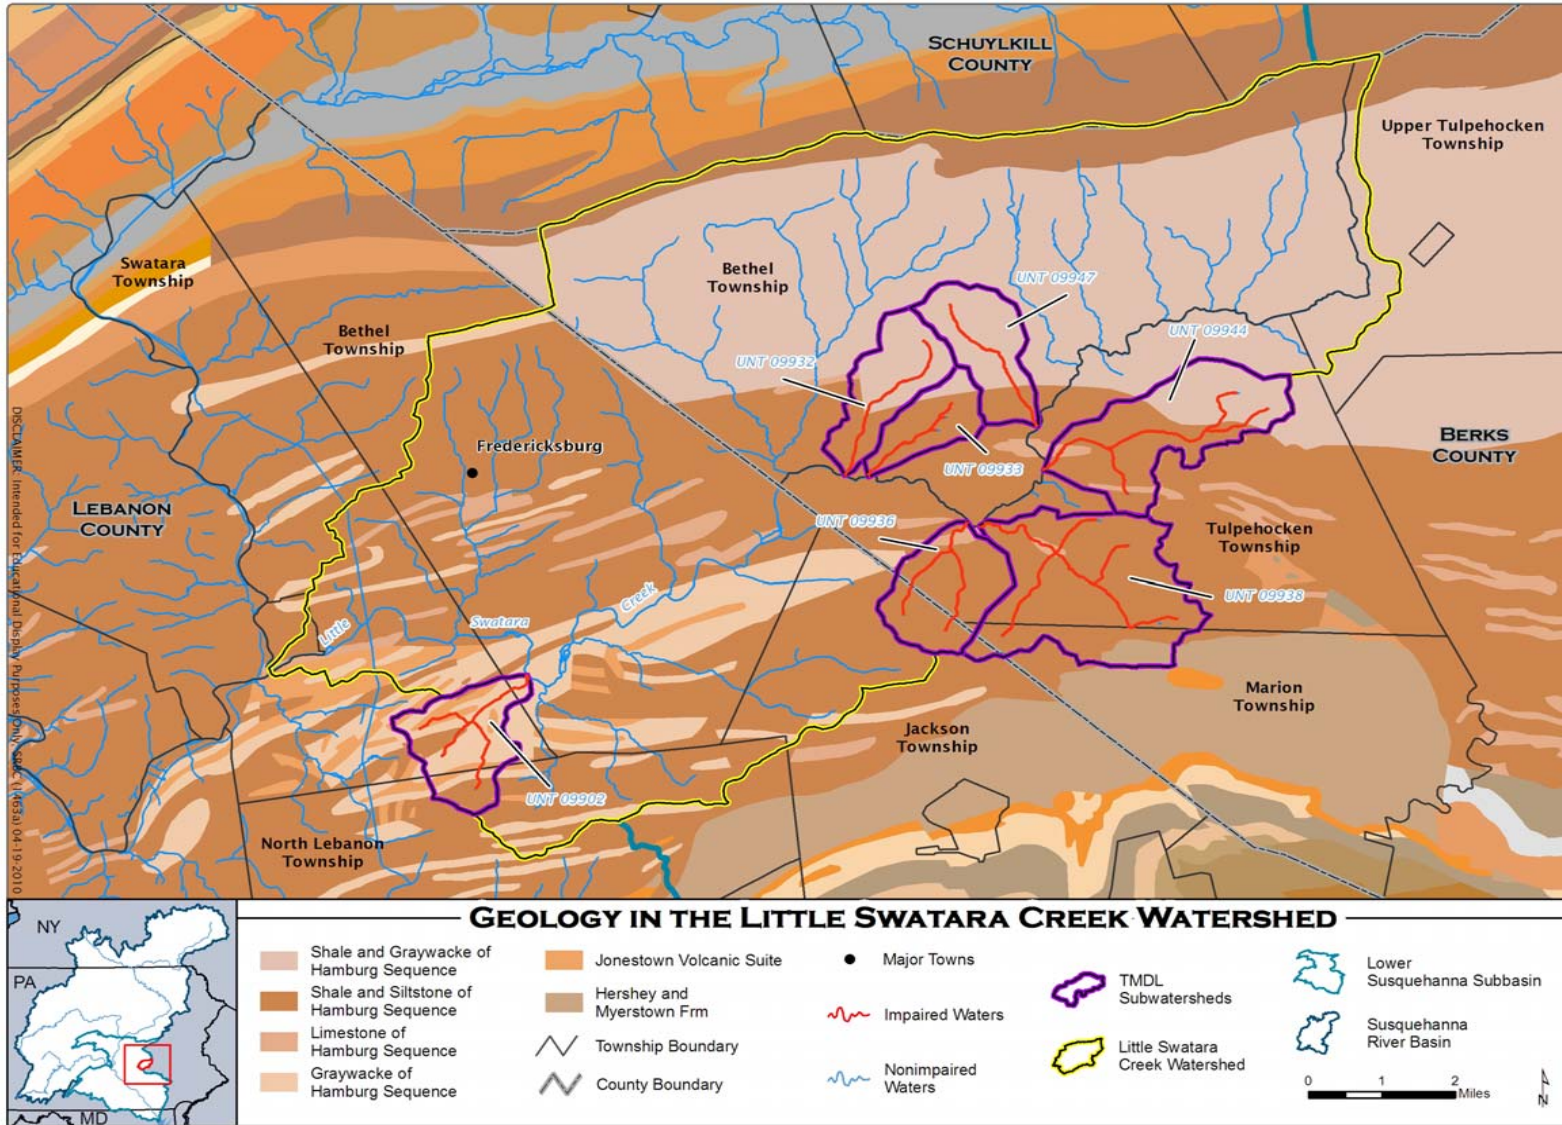 SCHUYLKILL
COUNTY
Upper Tulpehocken
Township
Swatara
Township
Bethel
Township
UNT 09947
Bethel
Township
UNT 09944
UNT 09932
Fredericksburg
BERKS
COUNTY
UNT 09933
LEBANON
COUNTY
UNT 09936
Tulpehocken
Township
UNT 09938
Little
Swatara
Creek
Marion
Township
Jackson
Township
UNT 09902
North Lebanon
Township
DISCLAIMER: Intended for Educational Display Purposes Only. SRBC (1463a) 04-19-2010
GEOLOGY IN THE LITTLE SWATARA CREEK WATERSHED
NY
PA
MD
Shale and Graywacke of
Hamburg Sequence
Shale and Siltstone of
Hamburg Sequence
Limestone of
Hamburg Sequence
Graywacke of
Hamburg Sequence
Jonestown Volcanic Suite
Hershey and
Myerstown Frm
Township Boundary
County Boundary
Major Towns
Impaired Waters
Nonimpaired
Waters
TMDL
Subwatersheds
Little Swatara
Creek Watershed
Lower
Susquehanna Subbasin
Susquehanna
River Basin
0 1 2
Miles
N